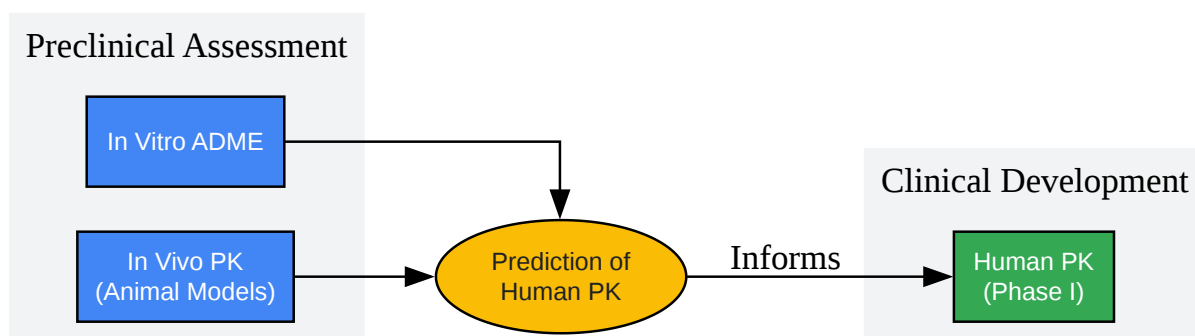 Preclinical Assessment
In Vitro ADME
In Vivo PK
(Animal Models)
Prediction of
Human PK
Informs
Clinical Development
Human PK
(Phase I)